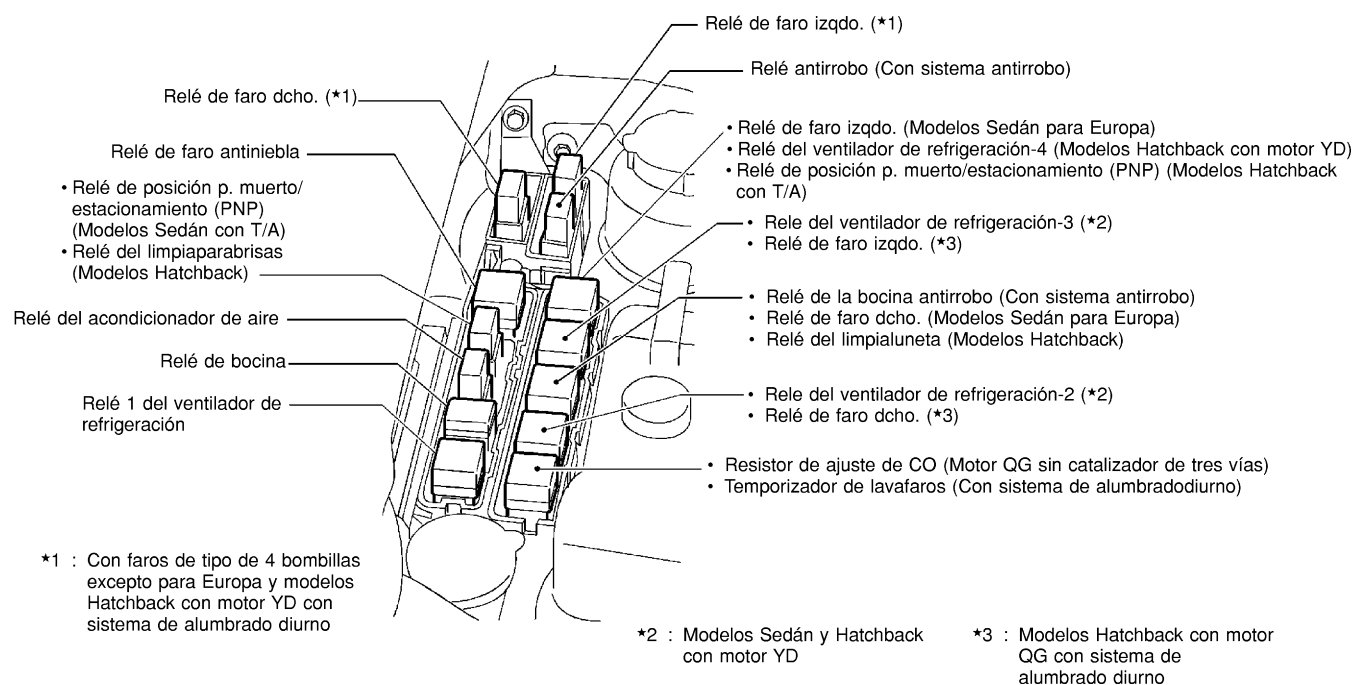 Relé de faro izqdo. (★1)
Relé antirrobo (Con sistema antirrobo)
Relé de faro dcho. (★1)
Relé de faro antiniebla
• Relé de posición p. muerto/
estacionamiento (PNP)
(Modelos Sedán con T/A)
• Relé del limpiaparabrisas
(Modelos Hatchback)
Relé del acondicionador de aire
Relé de bocina
Relé 1 del ventilador de
refrigeración
• Relé de faro izqdo. (Modelos Sedán para Europa)
• Relé del ventilador de refrigeración-4 (Modelos Hatchback con motor YD)
• Relé de posición p. muerto/estacionamiento (PNP) (Modelos Hatchback
con T/A)
• Rele del ventilador de refrigeración-3 (★2)
• Relé de faro izqdo. (★3)
• Relé de la bocina antirrobo (Con sistema antirrobo)
• Relé de faro dcho. (Modelos Sedán para Europa)
• Relé del limpialuneta (Modelos Hatchback)
• Rele del ventilador de refrigeración-2 (★2)
• Relé de faro dcho. (★3)
• Resistor de ajuste de CO (Motor QG sin catalizador de tres vías)
• Temporizador de lavafaros (Con sistema de alumbradodiurno)
★1 : Con faros de tipo de 4 bombillas
excepto para Europa y modelos
Hatchback con motor YD con
sistema de alumbrado diurno
★2 : Modelos Sedán y Hatchback
con motor YD
★3 : Modelos Hatchback con motor
QG con sistema de
alumbrado diurno